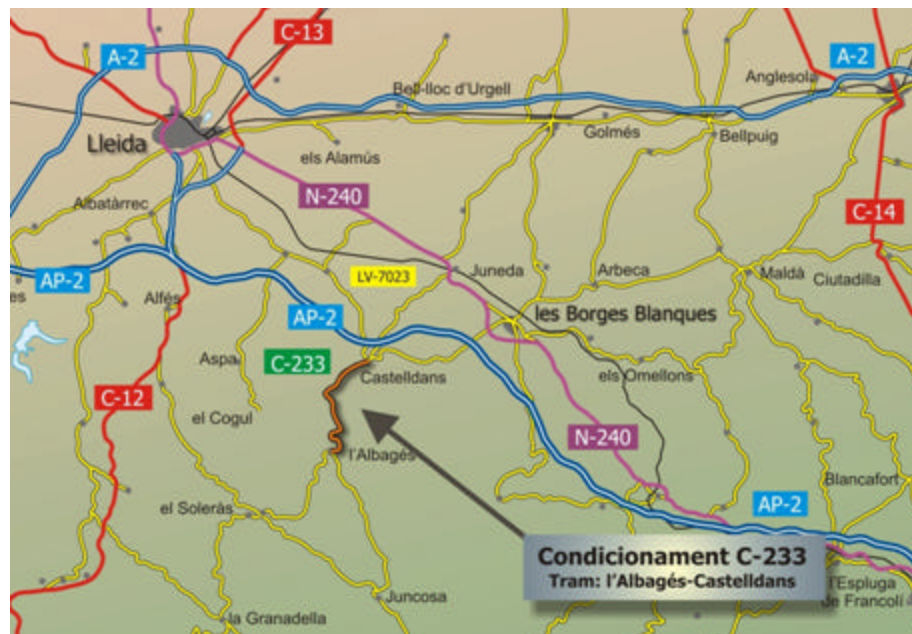 C-13
A-2
A-2
Anglesola
Bell-lloc d'Urgell
Golmés
Bellpuig
Lleida
els Alamús
N-240
Albatàrrec
C-14
AP-2
LV-7023
Juneda
Arbeca
Maldà
Ciutadilla
es
Alfés
AP-2
les Borges Blanques
Aspa
C-233
Castelldans
els Omellons
C-12
el Cogul
N-240
l'Albagés
Blancafort
el Soleràs
AP-2
Condicionament C-233
Tram: l'Albagés-Castelldans
l'Espluga
de Francolí
Juncosa
la Granadella